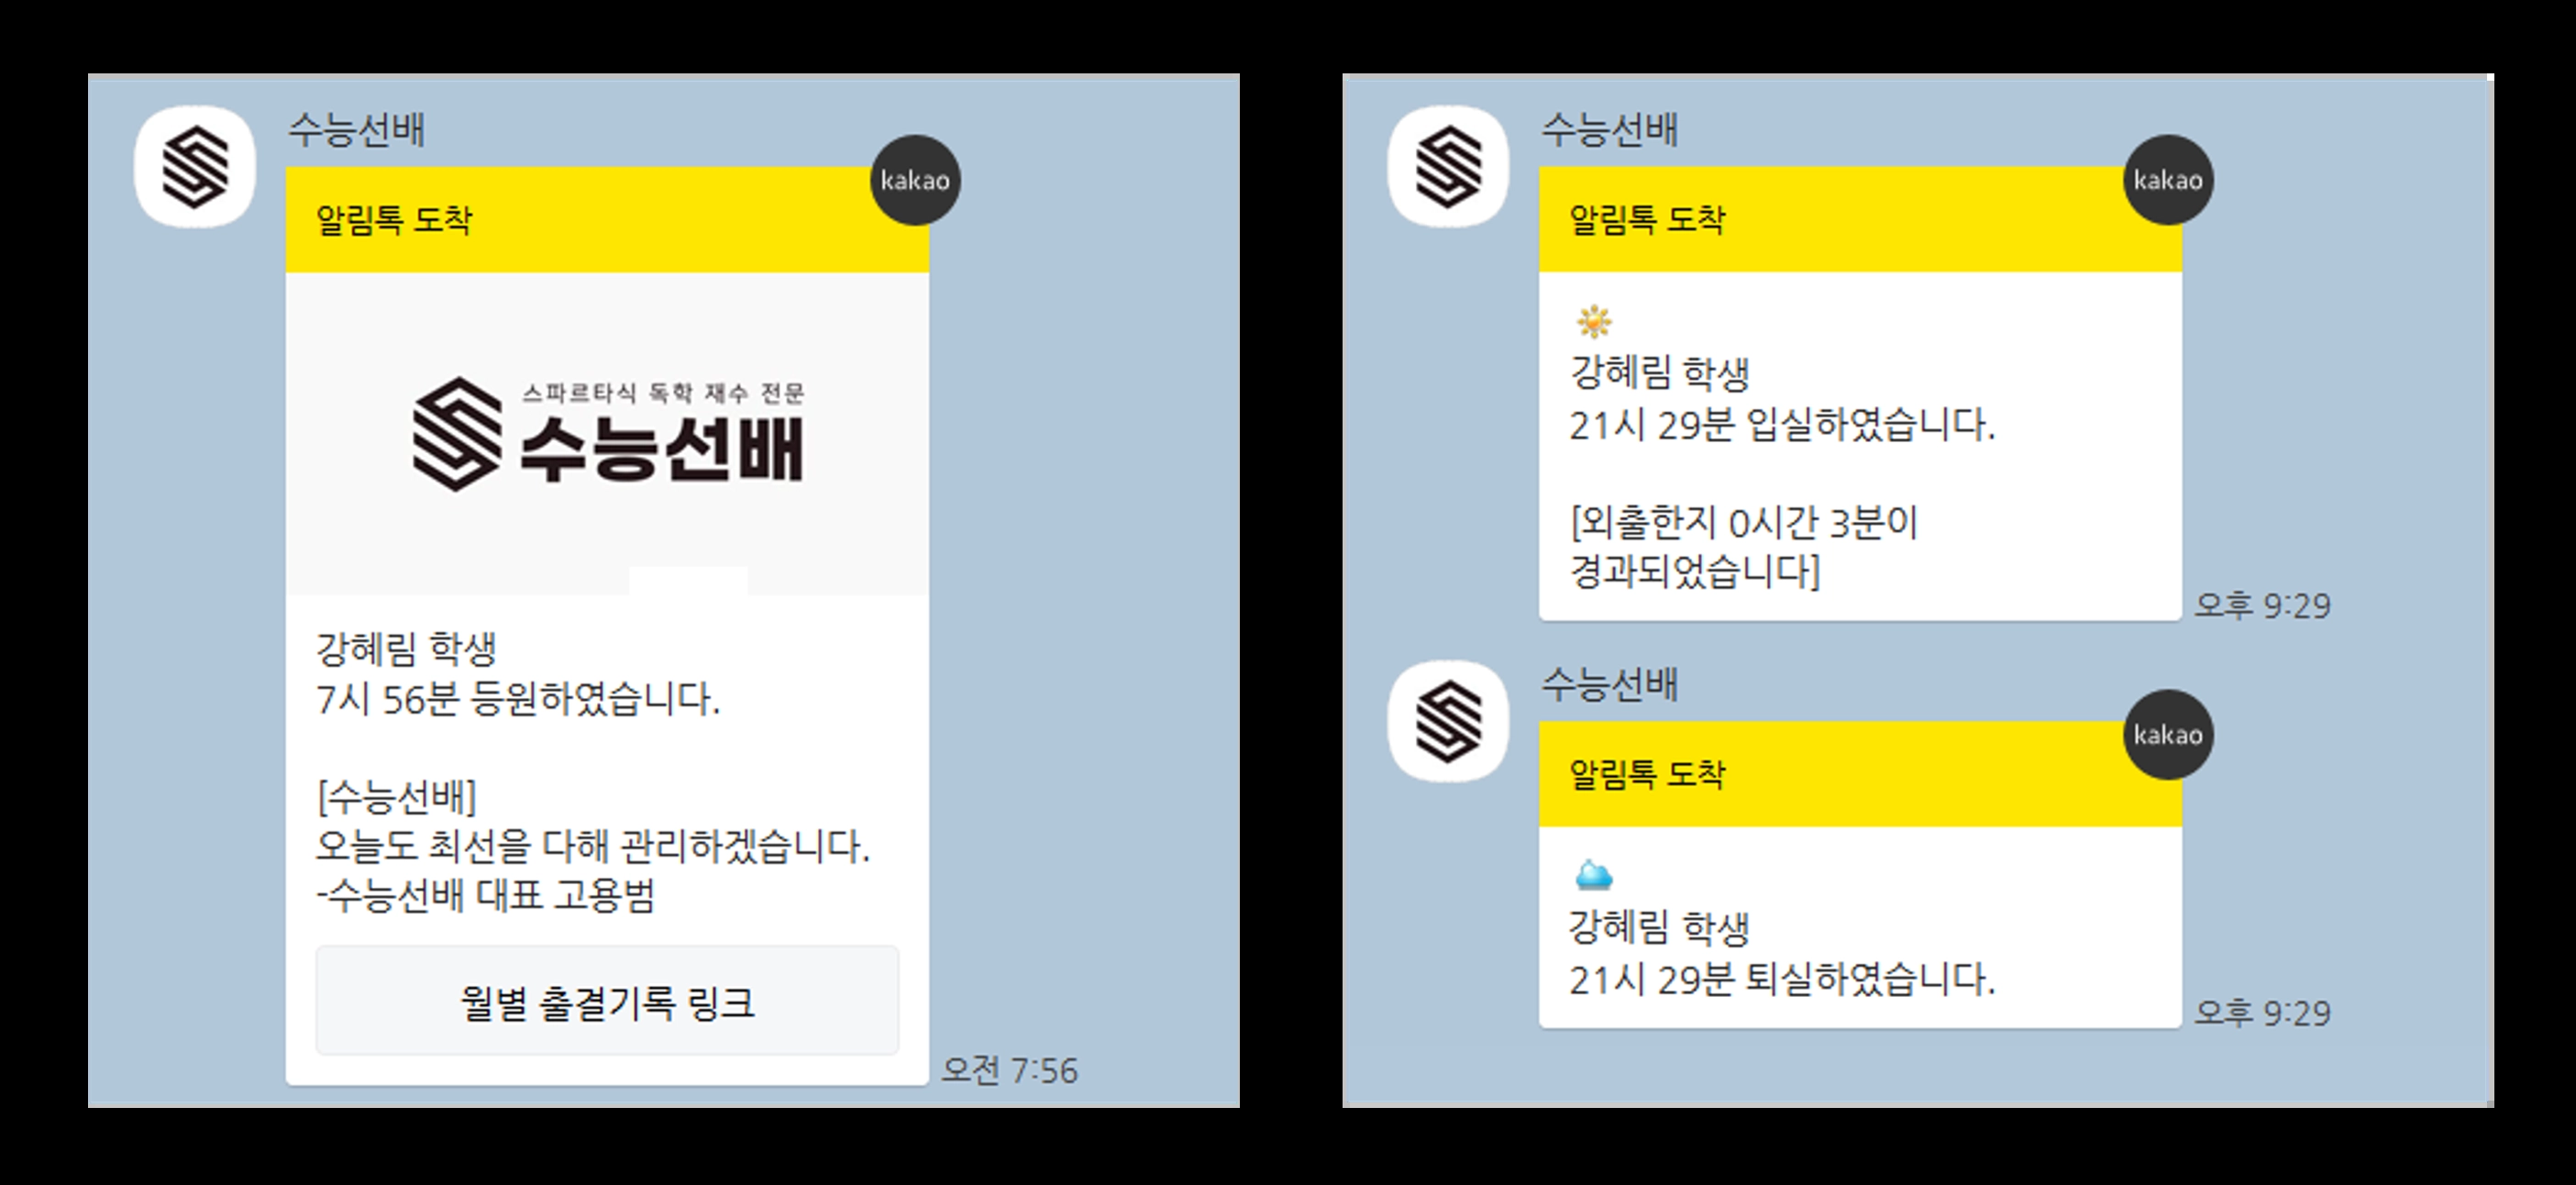 수능선배
kakao
알림톡 도착
스파르타식 독학 재수 전문
수능선배
강혜림 학생
7시 56분 등원하였습니다.
[수능선배]
오늘도 최선을 다해 관리하겠습니다.
-수능선배 대표 고용범
월별 출결기록 링크
오전 7:56
수능선배
kakao
알림톡 도착
강혜림 학생
21시 29분 입실하였습니다.
[외출한지 0시간 3분이
경과되었습니다]
오후 9:29
수능선배
kakao
알림톡 도착
강혜림 학생
21시 29분 퇴실하였습니다.
오후 9:29